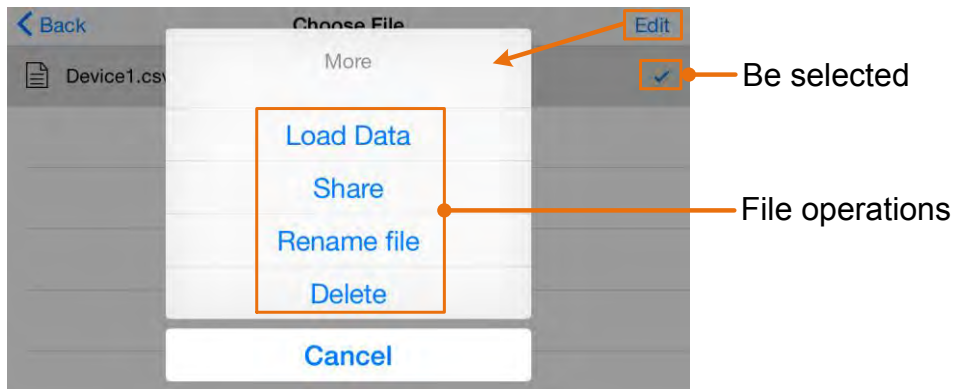 Back Choose File Edit
Device1.csv
More
Be selected
Load Data
Share
File operations
Rename file
Delete
Cancel